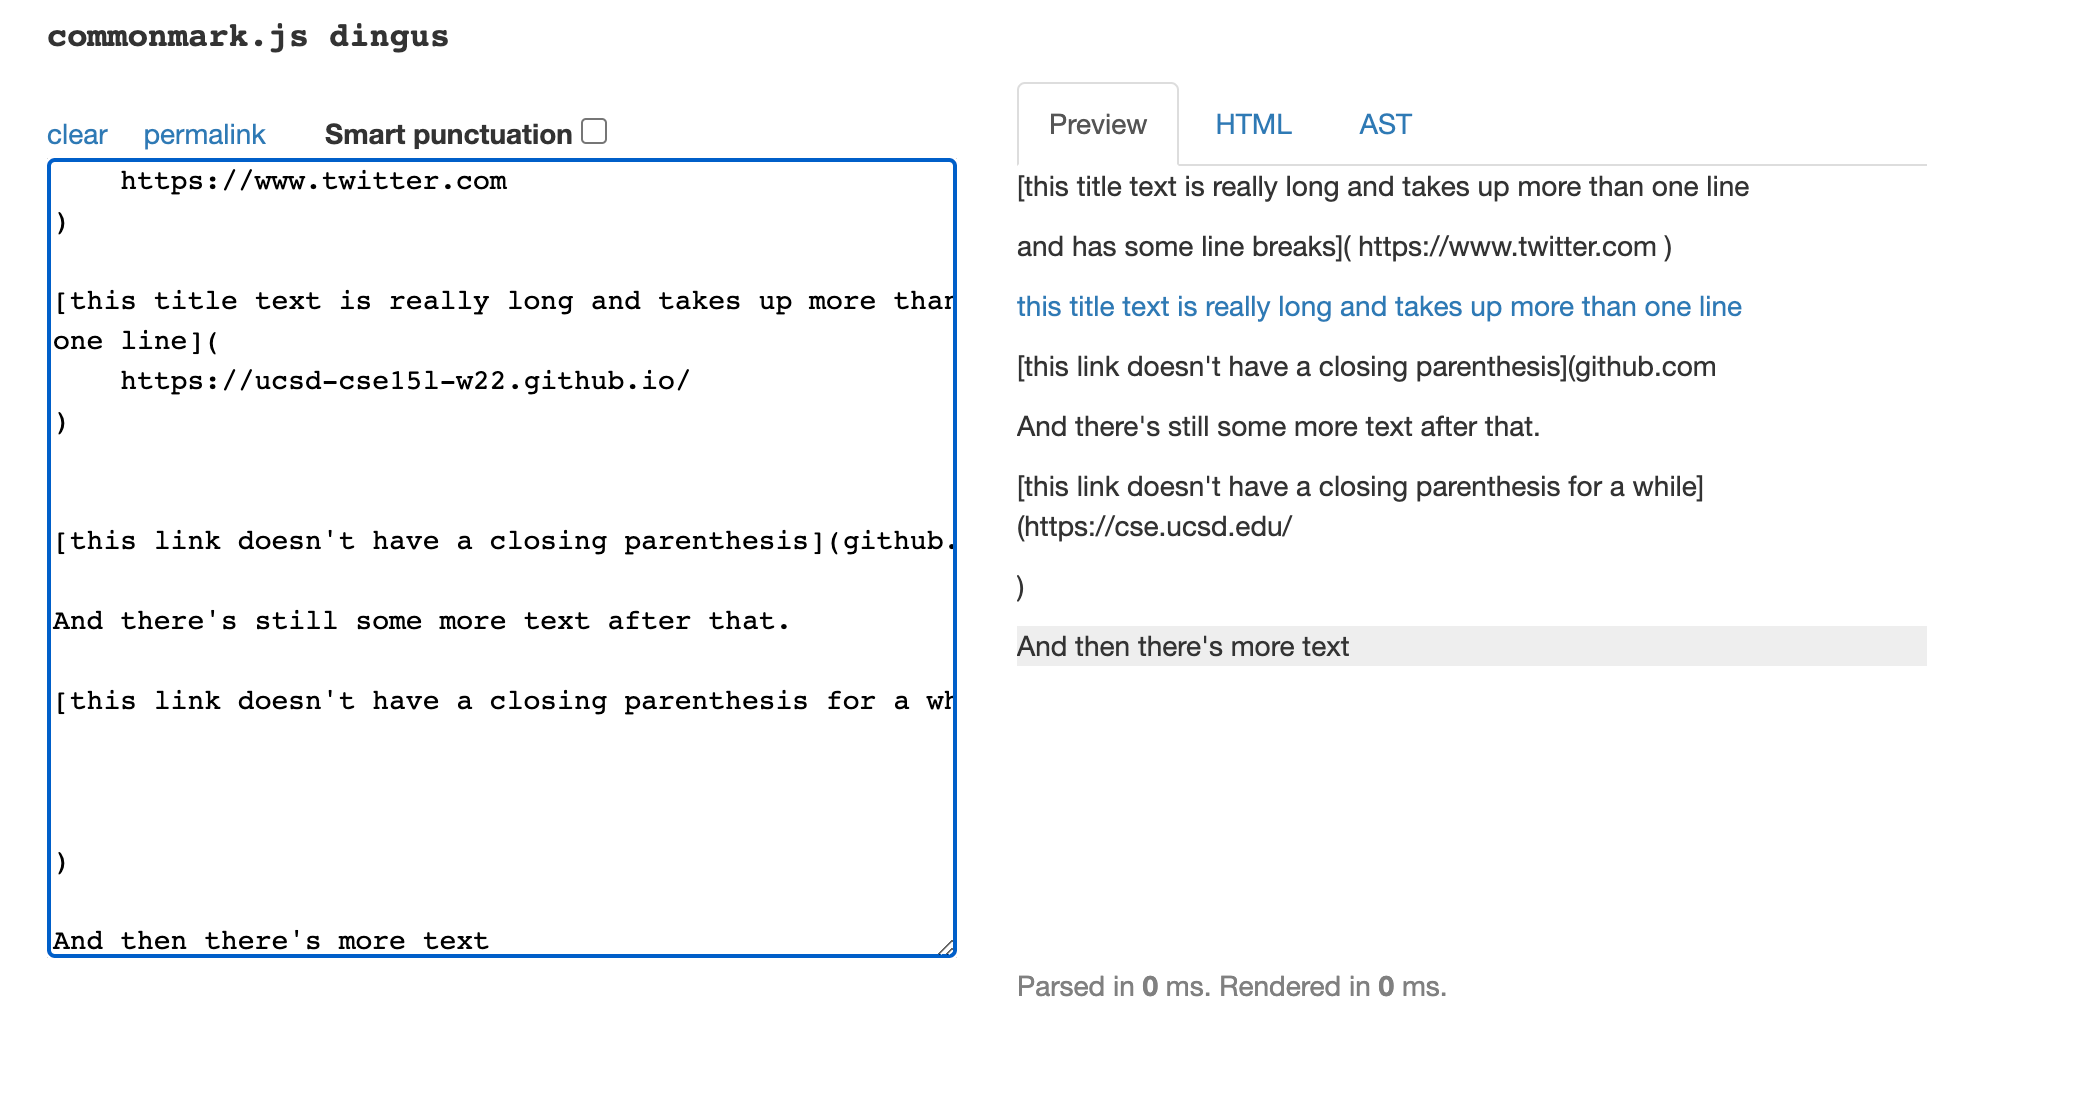 commonmark.js dingus
clear permalink Smart punctuation
https://www.twitter.com
)
[this title text is really long and takes up more than
one line](
https://ucsd-cse15l-w22.github.io/
)
[this link doesn't have a closing parenthesis](github.
And there's still some more text after that.
[this link doesn't have a closing parenthesis for a wh
)
And then there's more text
Preview HTML AST
[this title text is really long and takes up more than one line
and has some line breaks]( https://www.twitter.com )
this title text is really long and takes up more than one line
[this link doesn't have a closing parenthesis](github.com
And there's still some more text after that.
[this link doesn't have a closing parenthesis for a while]
(https://cse.ucsd.edu/
)
And then there's more text
Parsed in 0 ms. Rendered in 0 ms.